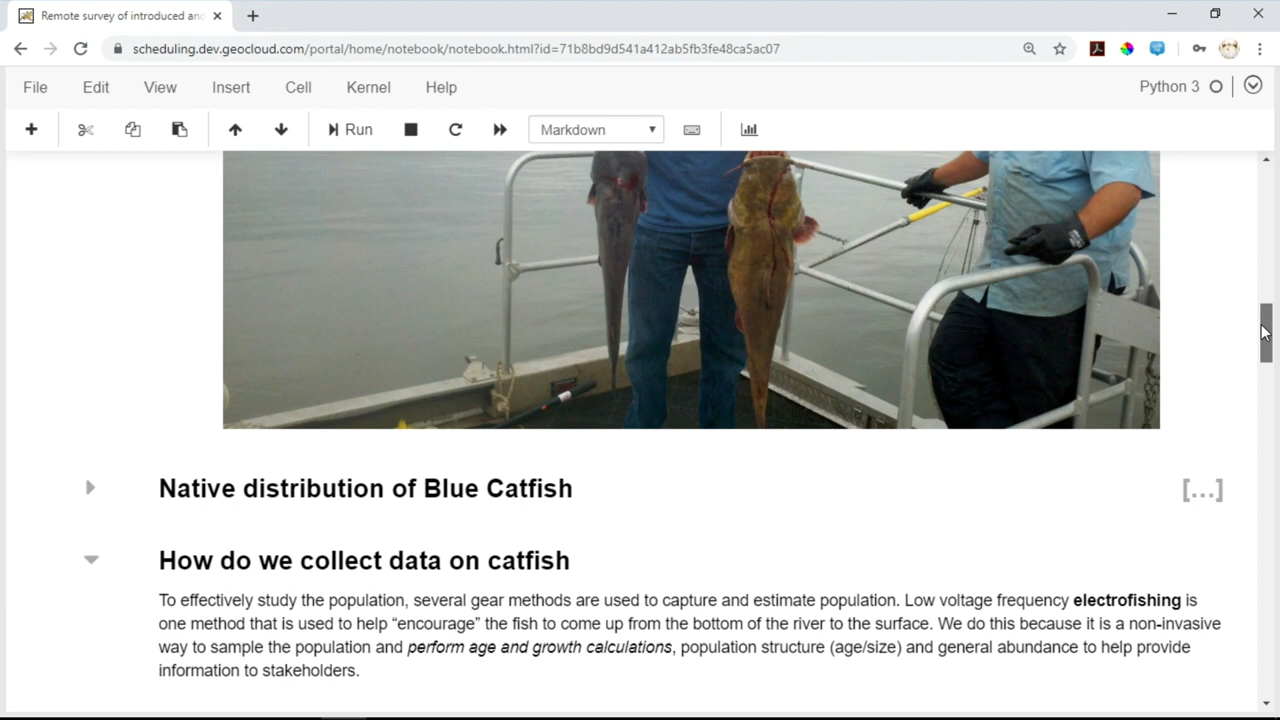 Remote survey of introduced and
scheduling.dev.geocloud.com/portal/home/notebook/notebook.html?id=71b8bd9d541a412ab5fb3fe48ca5ac07
File Edit View Insert Cell Kernel Help Python 3
Run Markdown
Native distribution of Blue Catfish [...]
How do we collect data on catfish
To effectively study the population, several gear methods are used to capture and estimate population. Low voltage frequency electrofishing is
one method that is used to help “encourage” the fish to come up from the bottom of the river to the surface. We do this because it is a non-invasive
way to sample the population and perform age and growth calculations, population structure (age/size) and general abundance to help provide
information to stakeholders.